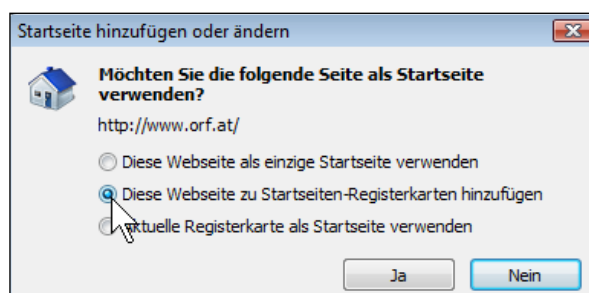 Startseite hinzufügen oder ändern
Möchten Sie die folgende Seite als Startseite
verwenden?
http://www.orf.at/
Diese Webseite als einzige Startseite verwenden
Diese Webseite zu Startseiten-Registerkarten hinzufügen
Aktuelle Registerkarte als Startseite verwenden
Ja
Nein